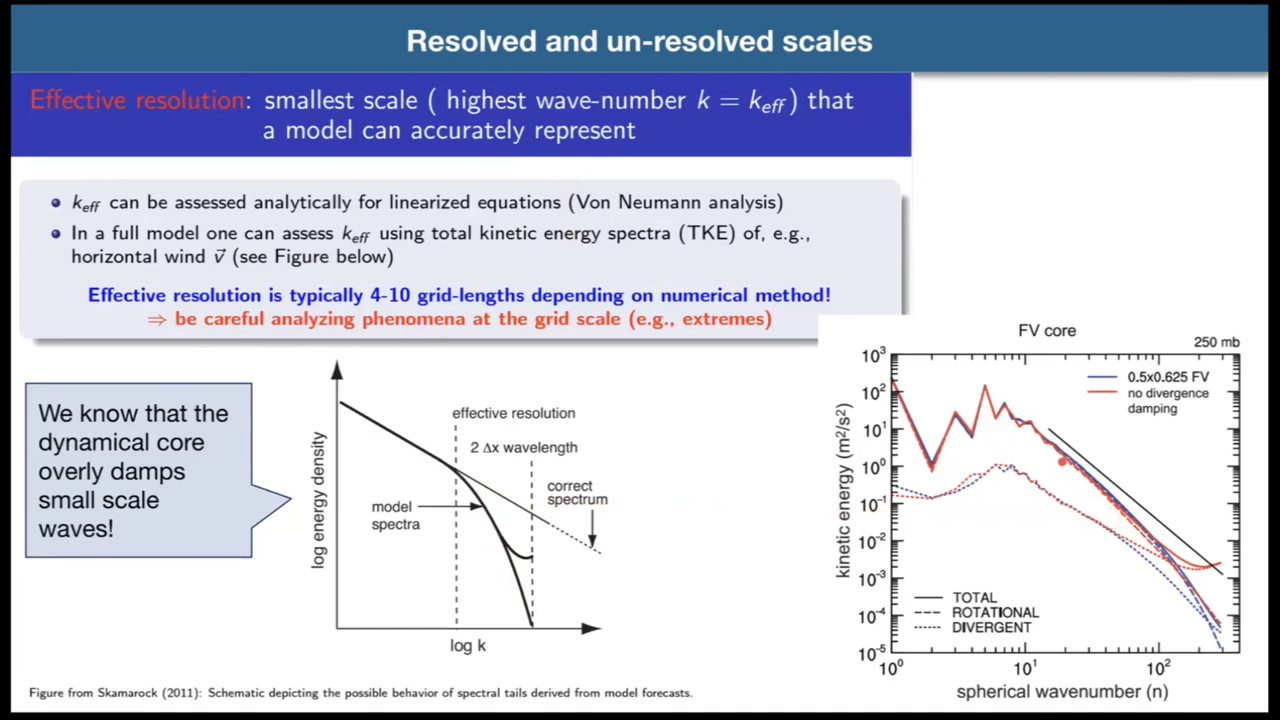 Resolved and un-resolved scales
Effective resolution: smallest scale ( highest wave-number k = k_eff) that
a model can accurately represent
k_eff can be assessed analytically for linearized equations (Von Neumann analysis)
In a full model one can assess k_eff using total kinetic energy spectra (TKE) of, e.g.,
horizontal wind v⃗ (see Figure below)
Effective resolution is typically 4-10 grid-lengths depending on numerical method!
⇒ be careful analyzing phenomena at the grid scale (e.g., extremes)
We know that the
dynamical core
overly damps
small scale
waves!
log energy density
effective resolution
2 Δx wavelength
correct
spectrum
model
spectra
log k
Figure from Skamarock (2011): Schematic depicting the possible behavior of spectral tails derived from model forecasts.
FV core
250 mb
kinetic energy (m²/s²)
10³
10²
10¹
10⁰
10⁻¹
10⁻²
10⁻³
10⁻⁴
10⁻⁵
0.5x0.625 FV
no divergence
damping
TOTAL
ROTATIONAL
DIVERGENT
10⁰ 10¹ 10²
spherical wavenumber (n)